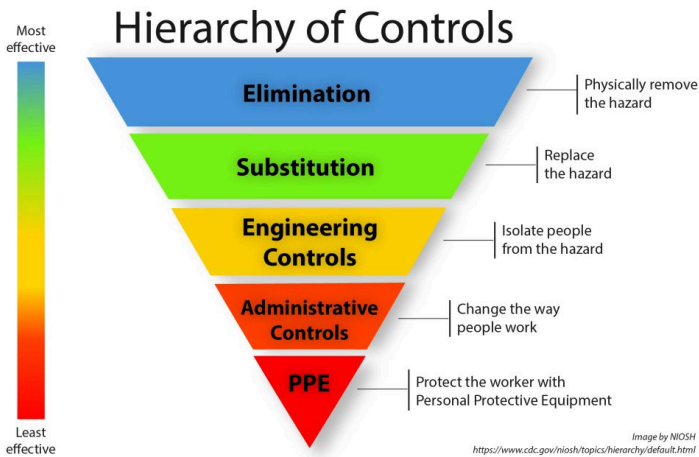 Hierarchy of Controls
Most
effective
Elimination
Physically remove
the hazard
Substitution
Replace
the hazard
Engineering
Controls
Isolate people
from the hazard
Administrative
Controls
Change the way
people work
PPE
Protect the worker with
Personal Protective Equipment
Least
effective
Image by NIOSH
https://www.cdc.gov/niosh/topics/hierarchy/default.html